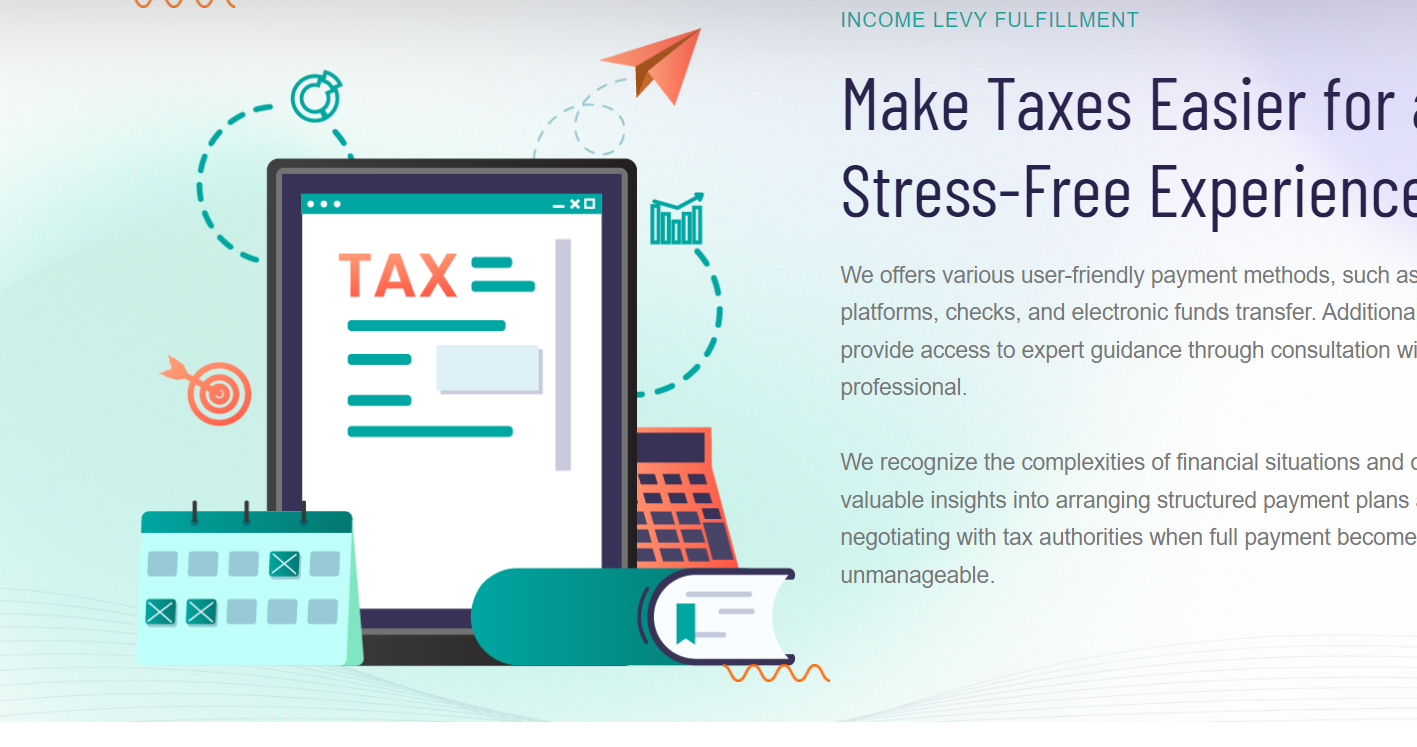 INCOME LEVY FULFILLMENT
Make Taxes Easier for a
Stress-Free Experience
We offers various user-friendly payment methods, such as
platforms, checks, and electronic funds transfer. Additiona
provide access to expert guidance through consultation wi
professional.
We recognize the complexities of financial situations and
valuable insights into arranging structured payment plans
negotiating with tax authorities when full payment become
unmanageable.
TAX